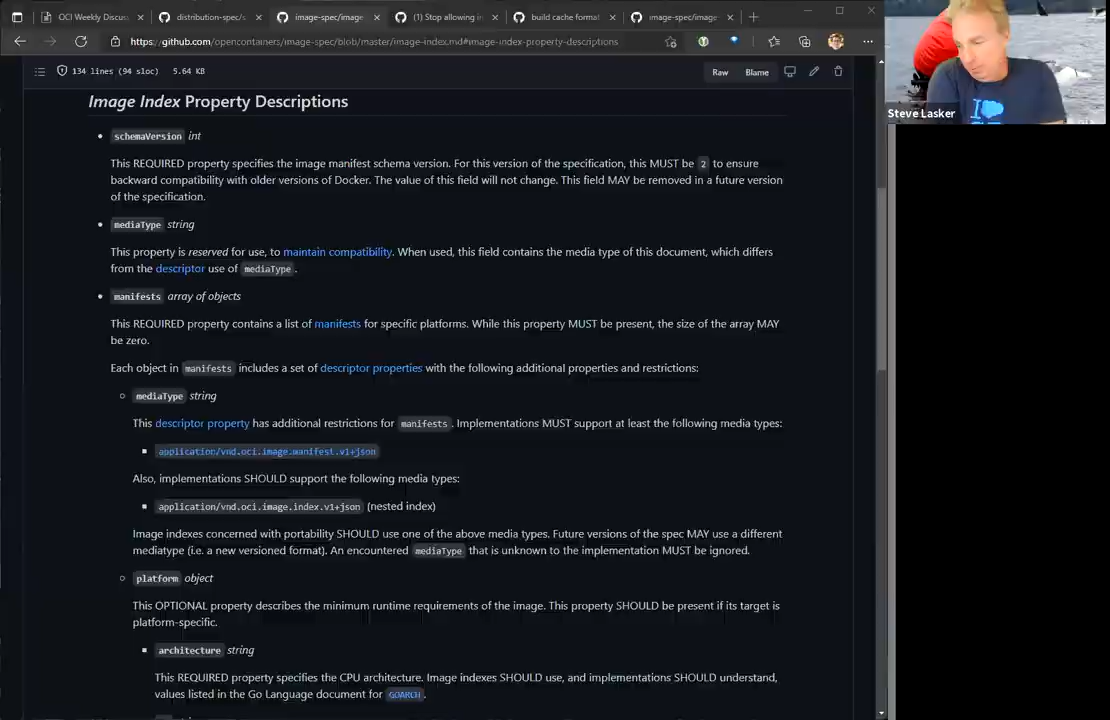 OCI Weekly Discus
distribution-spec/s
image-spec/image
(1) Stop allowing i
build cache format
image-spec/image
https://github.com/opencontainers/image-spec/blob/master/image-index.md#image-index-property-descriptions
134 lines (94 sloc) 5.64 KB
Raw Blame
Image Index Property Descriptions
schemaVersion int
This REQUIRED property specifies the image manifest schema version. For this version of the specification, this MUST be 2 to ensure
backward compatibility with older versions of Docker. The value of this field will not change. This field MAY be removed in a future version
of the specification.
mediaType string
This property is reserved for use, to maintain compatibility. When used, this field contains the media type of this document, which differs
from the descriptor use of mediaType.
manifests array of objects
This REQUIRED property contains a list of manifests for specific platforms. While this property MUST be present, the size of the array MAY
be zero.
Each object in manifests includes a set of descriptor properties with the following additional properties and restrictions:
mediaType string
This descriptor property has additional restrictions for manifests. Implementations MUST support at least the following media types:
application/vnd.oci.image.manifest.v1+json
Also, implementations SHOULD support the following media types:
application/vnd.oci.image.index.v1+json (nested index)
Image indexes concerned with portability SHOULD use one of the above media types. Future versions of the spec MAY use a different
mediatype (i.e. a new versioned format). An encountered mediaType that is unknown to the implementation MUST be ignored.
platform object
This OPTIONAL property describes the minimum runtime requirements of the image. This property SHOULD be present if its target is
platform-specific.
architecture string
This REQUIRED property specifies the CPU architecture. Image indexes SHOULD use, and implementations SHOULD understand,
values listed in the Go Language document for GOARCH.
Steve Lasker